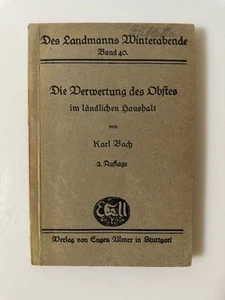 Des Landmanns Winterabende
Band 40.
Die Verwertung des Obstes
im ländlichen Haushalt
von
Karl Bach
2. Auflage
Verlag von Eugen Ulmer in Stuttgart